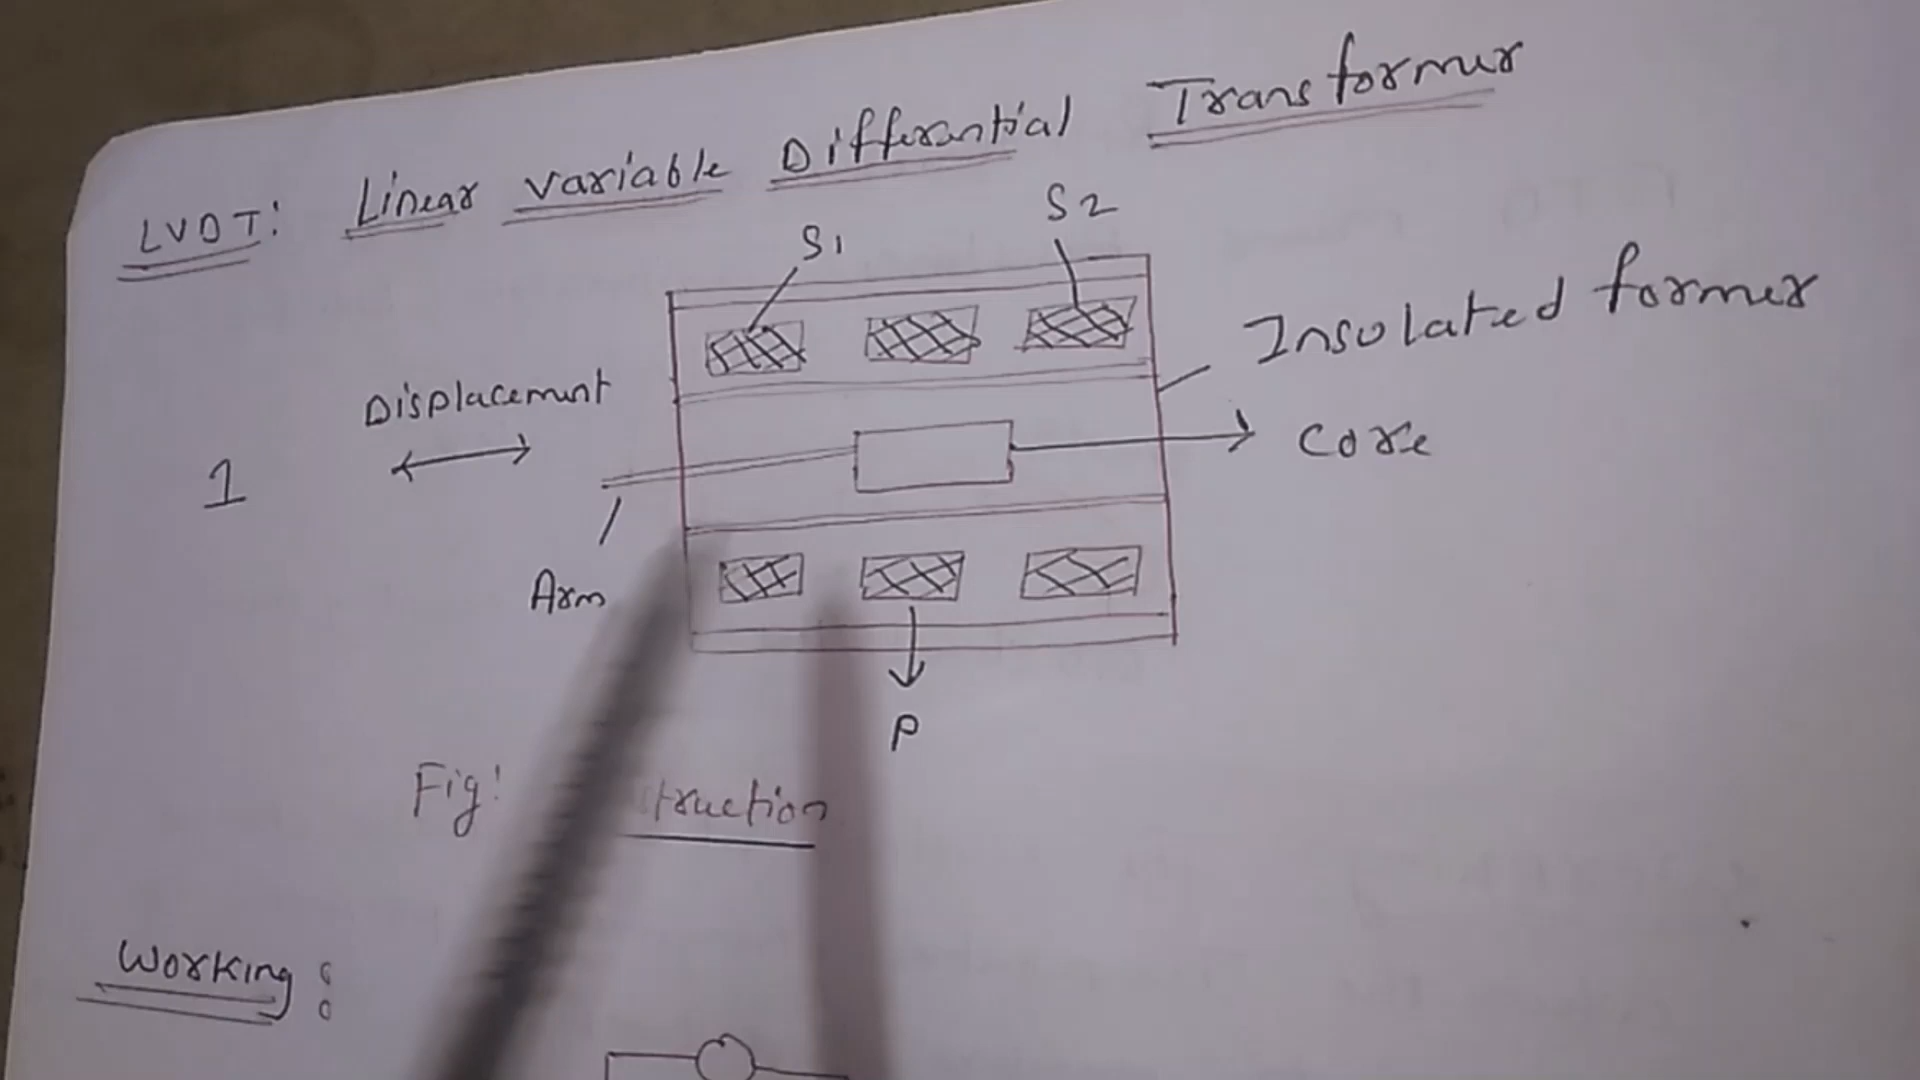 LVDT: Linear Variable Differential Transformer
S1
S2
Insulated former
Displacement
Core
1
Arm
P
Fig:
Working: